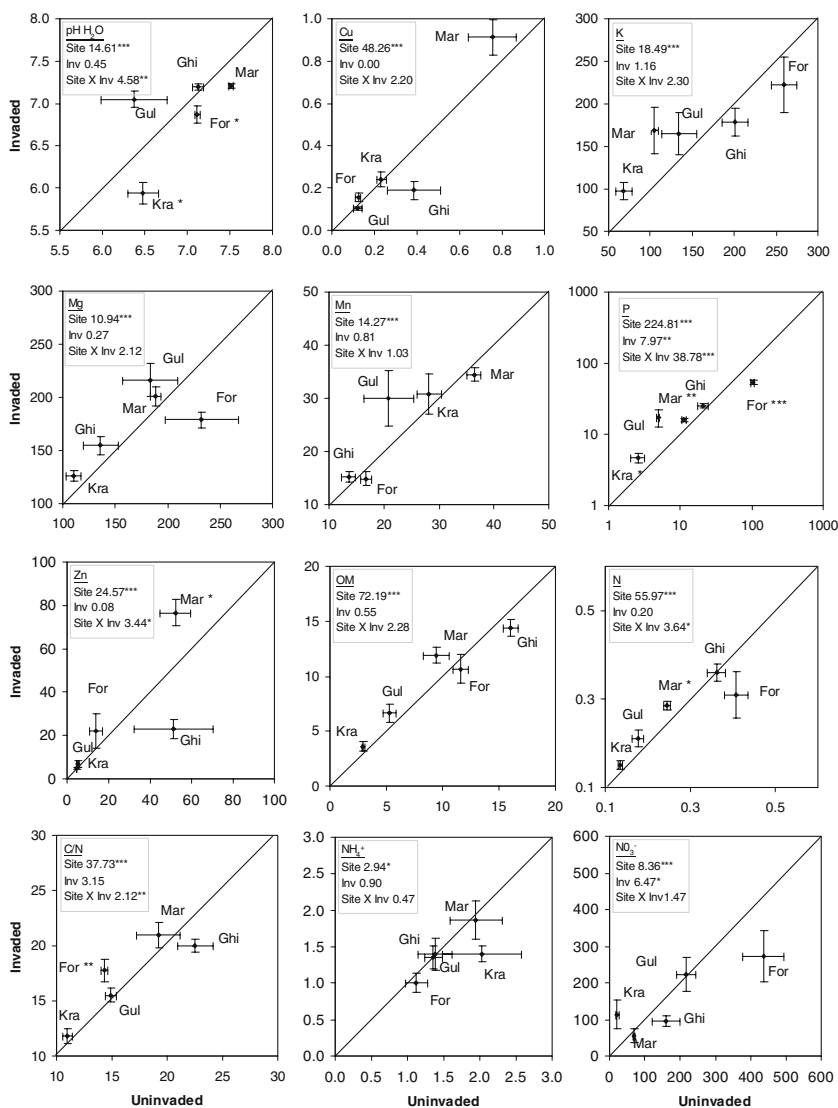 pH H₂O
Site 14.61***
Inv 0.45
Site X Inv 4.58**
Ghi
Mar
Gul
For *
Kra *
8.0
7.5
7.0
6.5
6.0
5.5
5.5 6.0 6.5 7.0 7.5 8.0
Invaded
Cu
Site 48.26***
Inv 0.00
Site X Inv 2.20
Mar
Kra
For
Gul
Ghi
1.0
0.8
0.6
0.4
0.2
0.0
0.0 0.2 0.4 0.6 0.8 1.0
K
Site 18.49***
Inv 1.16
Site X Inv 2.30
For
Mar
Gul
Ghi
Kra
300
250
200
150
100
50
50 100 150 200 250 300
Mg
Site 10.94***
Inv 0.27
Site X Inv 2.12
Gul
For
Mar
Ghi
Kra
300
250
200
150
100
100 150 200 250 300
Invaded
Mn
Site 14.27***
Inv 0.81
Site X Inv 1.03
Gul
Mar
Kra
Ghi
For
50
40
30
20
10
10 20 30 40 50
P
Site 224.81***
Inv 7.97**
Site X Inv 38.78***
Ghi
Mar **
Gul
For ***
Kra *
1000
100
10
1
1 10 100 1000
Zn
Site 24.57***
Inv 0.08
Site X Inv 3.44*
Mar *
For
Ghi
Gul
Kra
100
80
60
40
20
0
0 20 40 60 80 100
Invaded
OM
Site 72.19***
Inv 0.55
Site X Inv 2.28
Mar
Ghi
For
Gul
Kra
20
15
10
5
0
0 5 10 15 20
N
Site 55.97***
Inv 0.20
Site X Inv 3.64*
Ghi
Mar *
For
Gul
Kra
0.5
0.3
0.1
0.1 0.3 0.5
C/N
Site 37.73***
Inv 3.15
Site X Inv 2.12**
Mar
Ghi
For **
Gul
Kra
30
25
20
15
10
10 15 20 25 30
Invaded
Uninvaded
NH₄⁺
Site 2.94*
Inv 0.90
Site X Inv 0.47
Mar
Ghi
Gul
Kra
For
3.0
2.5
2.0
1.5
1.0
0.5
0.0
0.0 0.5 1.0 1.5 2.0 2.5 3.0
Uninvaded
N0₃⁻
Site 8.36***
Inv 6.47*
Site X Inv1.47
Gul
For
Kra
Ghi
Mar
600
500
400
300
200
100
0
0 100 200 300 400 500 600
Uninvaded